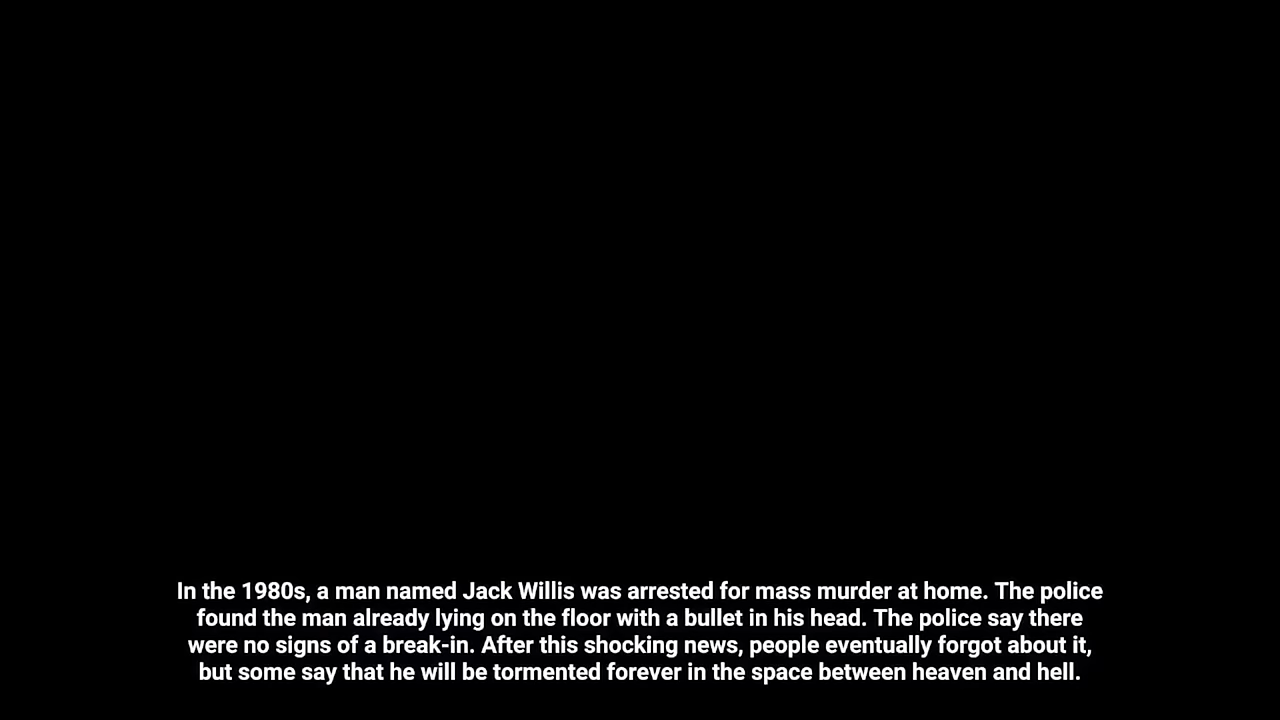 In the 1980s, a man named Jack Willis was arrested for mass murder at home. The police
found the man already lying on the floor with a bullet in his head. The police say there
were no signs of a break-in. After this shocking news, people eventually forgot about it,
but some say that he will be tormented forever in the space between heaven and hell.